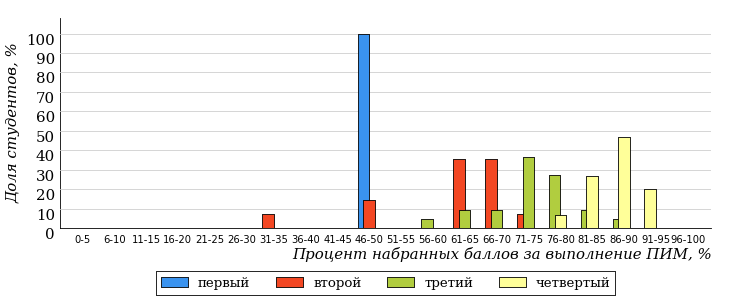 Доля студентов, %
100
90
80
70
60
50
40
30
20
10
0
0-5 6-10 11-15 16-20 21-25 26-30 31-35 36-40 41-45 46-50 51-55 56-60 61-65 66-70 71-75 76-80 81-85 86-90 91-95 96-100
Процент набранных баллов за выполнение ПИМ, %
первый второй третий четвертый